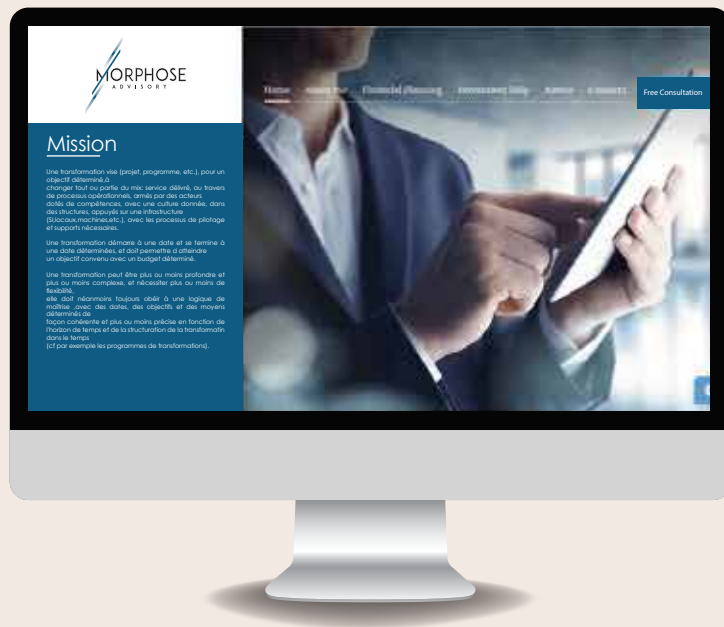 MORPHOSE
ADVISORY
Home About me Financial planning Investment Help
Free Consultation
Mission
Une transformation vise (projet, programme, etc.), pour un
objectif déterminé,à
changer tout ou partie du mix: service délivré, au travers
de processus opérationnels, armés par des acteurs
dotés de compétences, avec une culture donnée, dans
des structures, appuyés sur une infrastructure
(SI,locaux,machines,etc.), avec les processus de pilotage
et supports nécessaires.
Une transformation démarre à une date et se termine à
une date déterminées, et doit permettre d atteindre
un objectif convenu avec un budget déterminé.
Une transformation peut être plus ou moins profonde et
plus ou moins complexe, et nécessiter plus ou moins de
flexibilité,
elle doit néanmoins toujours obéir à une logique de
maîtrise ,avec des dates, des objectifs et des moyens
déterminés de
façon cohérente et plus ou moins précise en fonction de
l'horizon de temps et de la structuration de la transformatin
dans le temps
(cf par exemple les programmes de transformations).